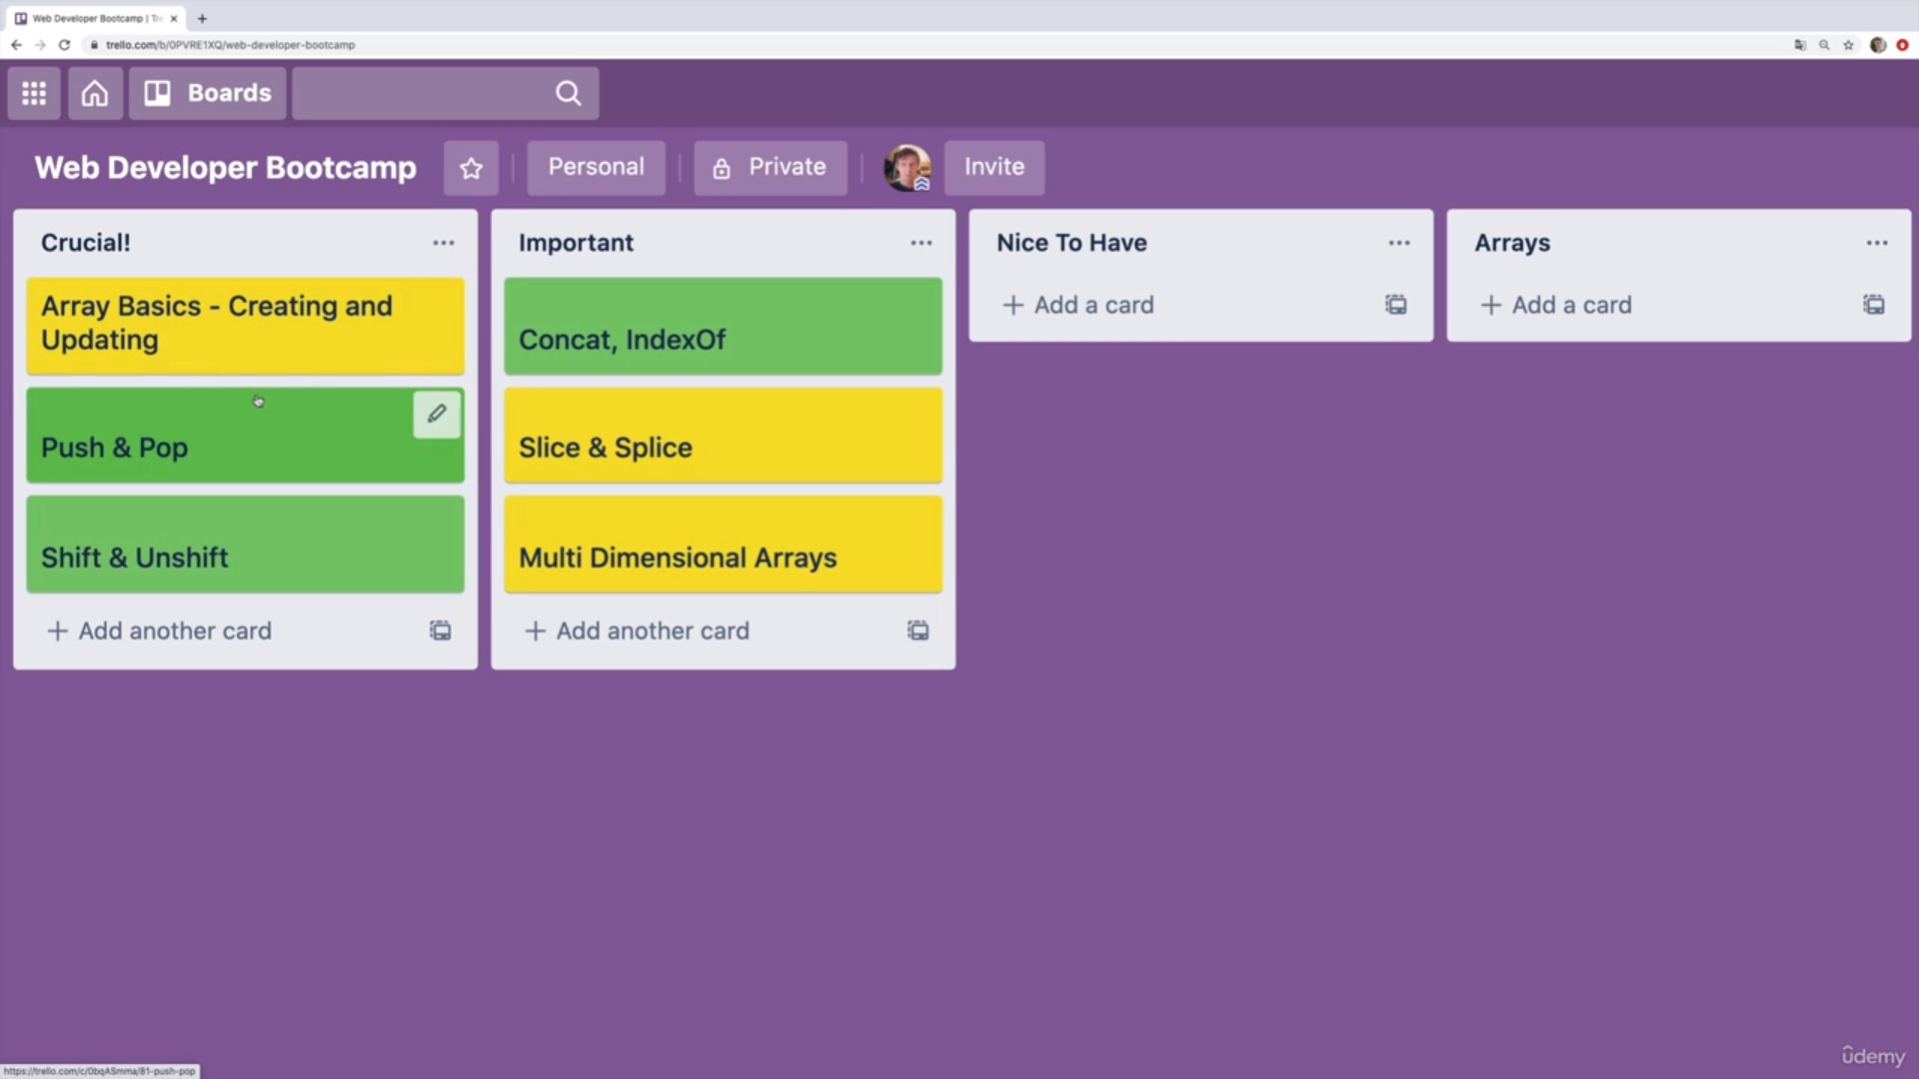 Web Developer Bootcamp | Tre
trello.com/b/0PVRE1XQ/web-developer-bootcamp
Boards
Web Developer Bootcamp
Personal
Private
Invite
Crucial!
Array Basics - Creating and
Updating
Push & Pop
Shift & Unshift
Add another card
Important
Concat, IndexOf
Slice & Splice
Multi Dimensional Arrays
Add another card
Nice To Have
Add a card
Arrays
Add a card
https://trello.com/c/0bqASmma/81-push-pop
ûdemy